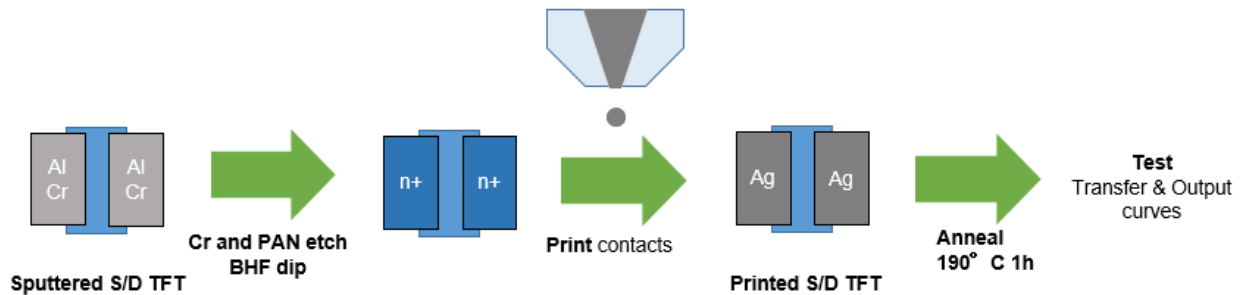 Al Al
Cr Cr
Sputtered S/D TFT
Cr and PAN etch
BHF dip
n+ n+
Print contacts
Ag Ag
Printed S/D TFT
Anneal
190° C 1h
Test
Transfer & Output
curves